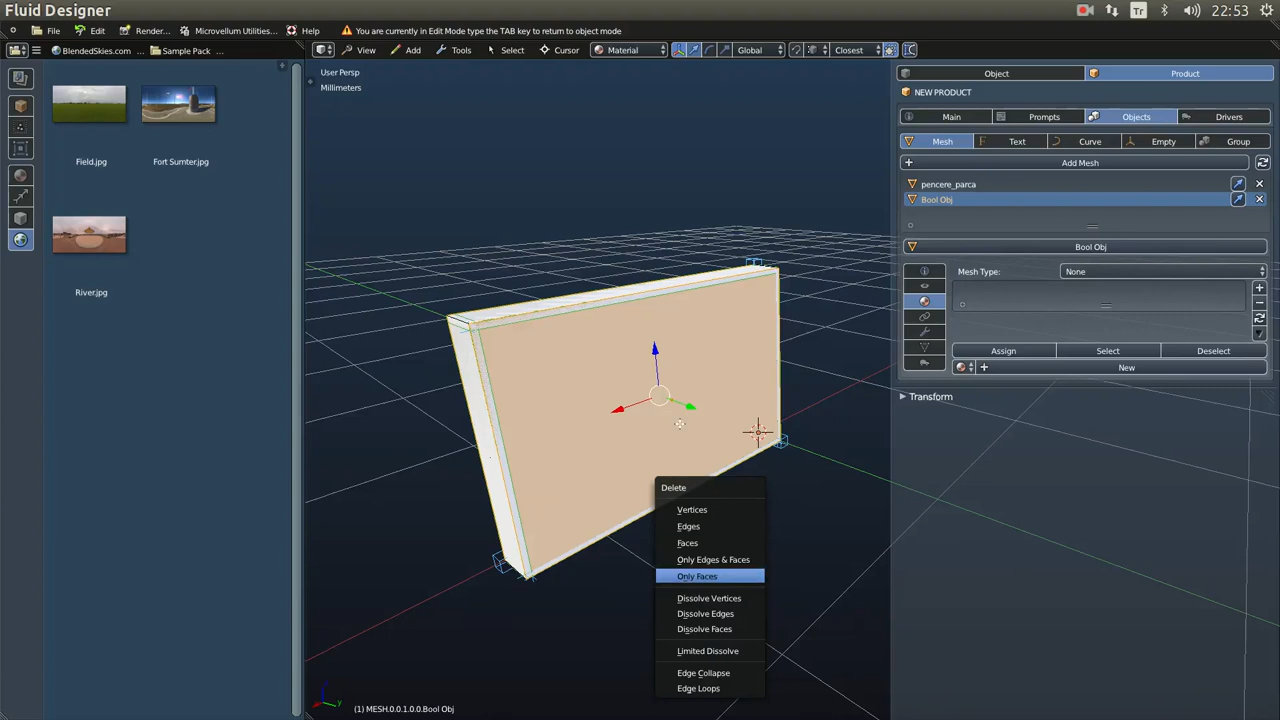 Fluid Designer
Tr
22:53
File
Edit
Render...
Microvellum Utilities...
Help
You are currently in Edit Mode type the TAB key to return to object mode
BlendedSkies.com
Sample Pack
View
Add
Tools
Select
Cursor
Material
Global
Closest
User Persp
Millimeters
Field.jpg
Fort Sumter.jpg
River.jpg
Object
Product
NEW PRODUCT
Main
Prompts
Objects
Drivers
Mesh
Text
Curve
Empty
Group
Add Mesh
pencere_parca
Bool Obj
Bool Obj
Mesh Type:
None
Assign
Select
Deselect
New
Transform
Delete
Vertices
Edges
Faces
Only Edges & Faces
Only Faces
Dissolve Vertices
Dissolve Edges
Dissolve Faces
Limited Dissolve
Edge Collapse
Edge Loops
(1) MESH.0.0.1.0.0.Bool Obj